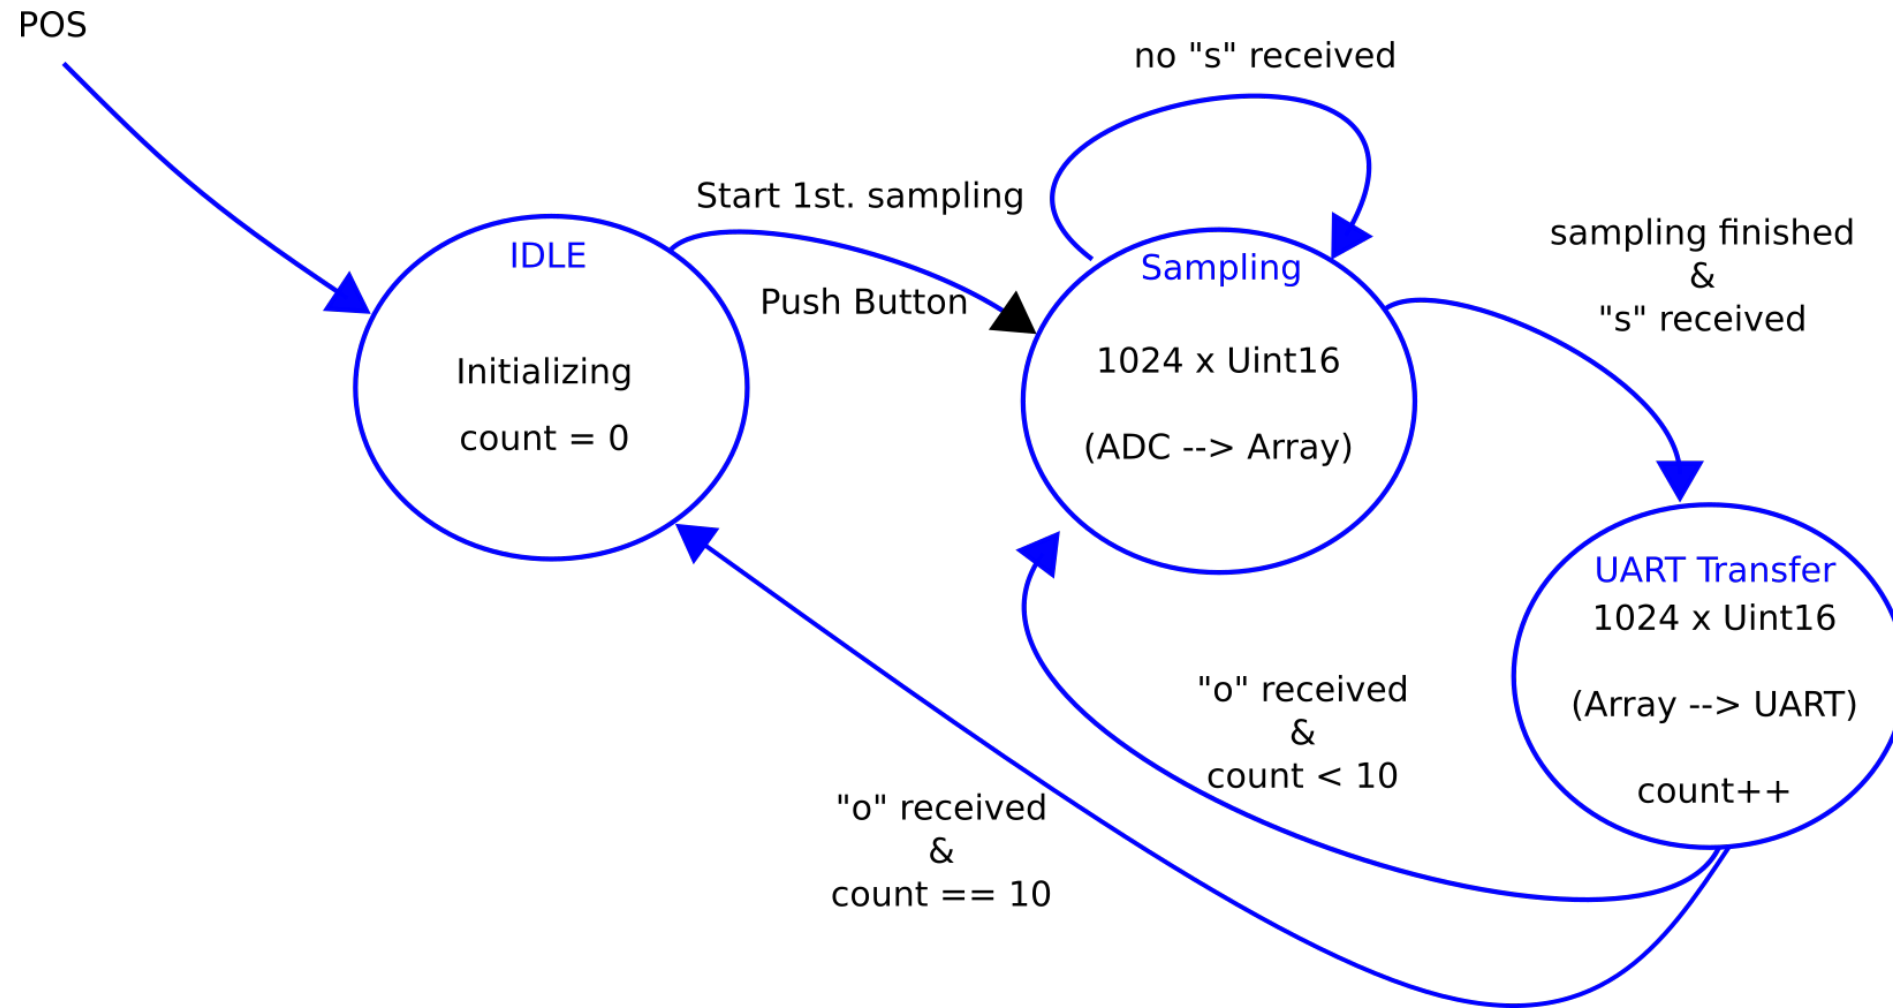 POS
no "s" received
Start 1st. sampling
Push Button
sampling finished
&
"s" received
IDLE
Initializing
count = 0
Sampling
1024 x Uint16
(ADC --> Array)
UART Transfer
1024 x Uint16
(Array --> UART)
count++
"o" received
&
count < 10
"o" received
&
count == 10